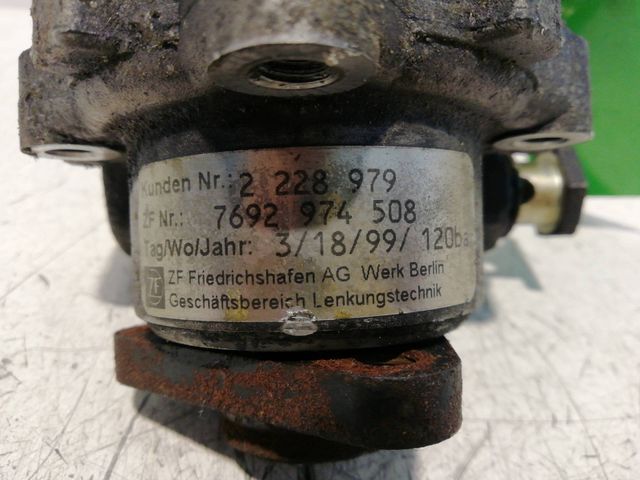 Kunden Nr.: 2 228 979
ZF Nr.: 7692 974 508
Tag/Wo/Jahr: 3/18/99/ 120ba
ZF Friedrichshafen AG Werk Berlin
ZF Geschäftsbereich Lenkungstechnik